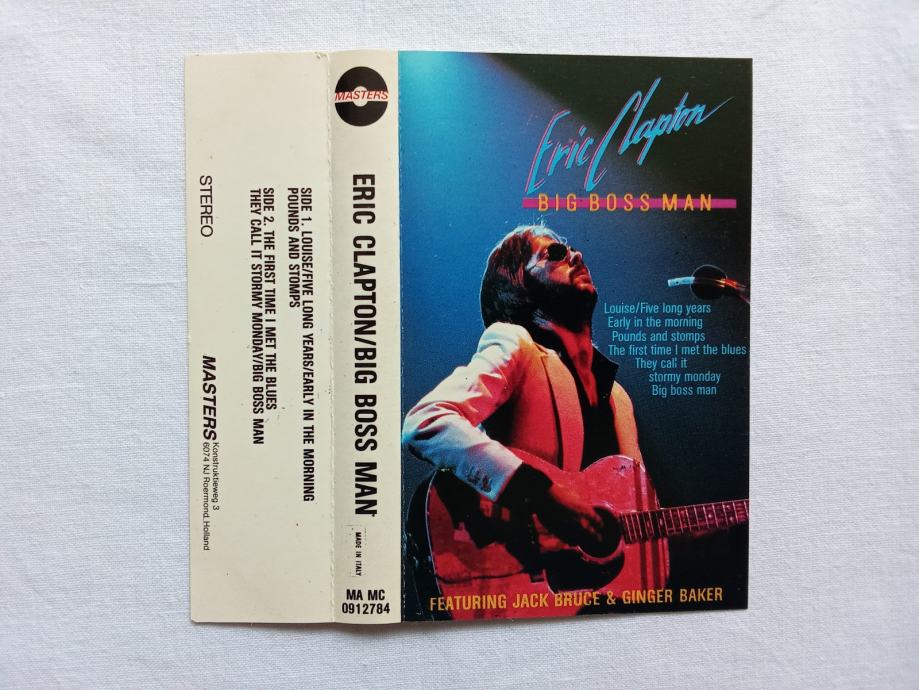 STEREO
MASTERS
Konstruktieweg 3
6074 NJ Roermond Holland
SIDE 1. LOUISE/FIVE LONG YEARS/EARLY IN THE MORNING
POUNDS AND STOMPS
SIDE 2. THE FIRST TIME I MET THE BLUES
THEY CALL IT STORMY MONDAY/BIG BOSS MAN
MASTERS
ERIC CLAPTON/BIG BOSS MAN
MADE IN ITALY
MA MC
0912784
Eric Clapton
BIG BOSS MAN
Louise/Five long years
Early in the morning
Pounds and stomps
The first time I met the blues
They call it
stormy monday
Big boss man
FEATURING JACK BRUCE & GINGER BAKER